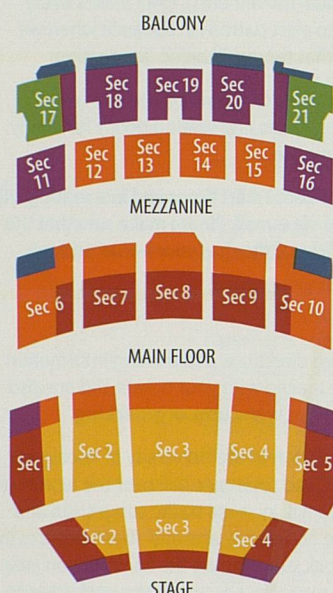 BALCONY
Sec 17
Sec 18
Sec 19
Sec 20
Sec 21
Sec 11
Sec 12
Sec 13
Sec 14
Sec 15
Sec 16
MEZZANINE
Sec 6
Sec 7
Sec 8
Sec 9
Sec 10
MAIN FLOOR
Sec 1
Sec 2
Sec 3
Sec 4
Sec 5
Sec 2
Sec 3
Sec 4
STAGE